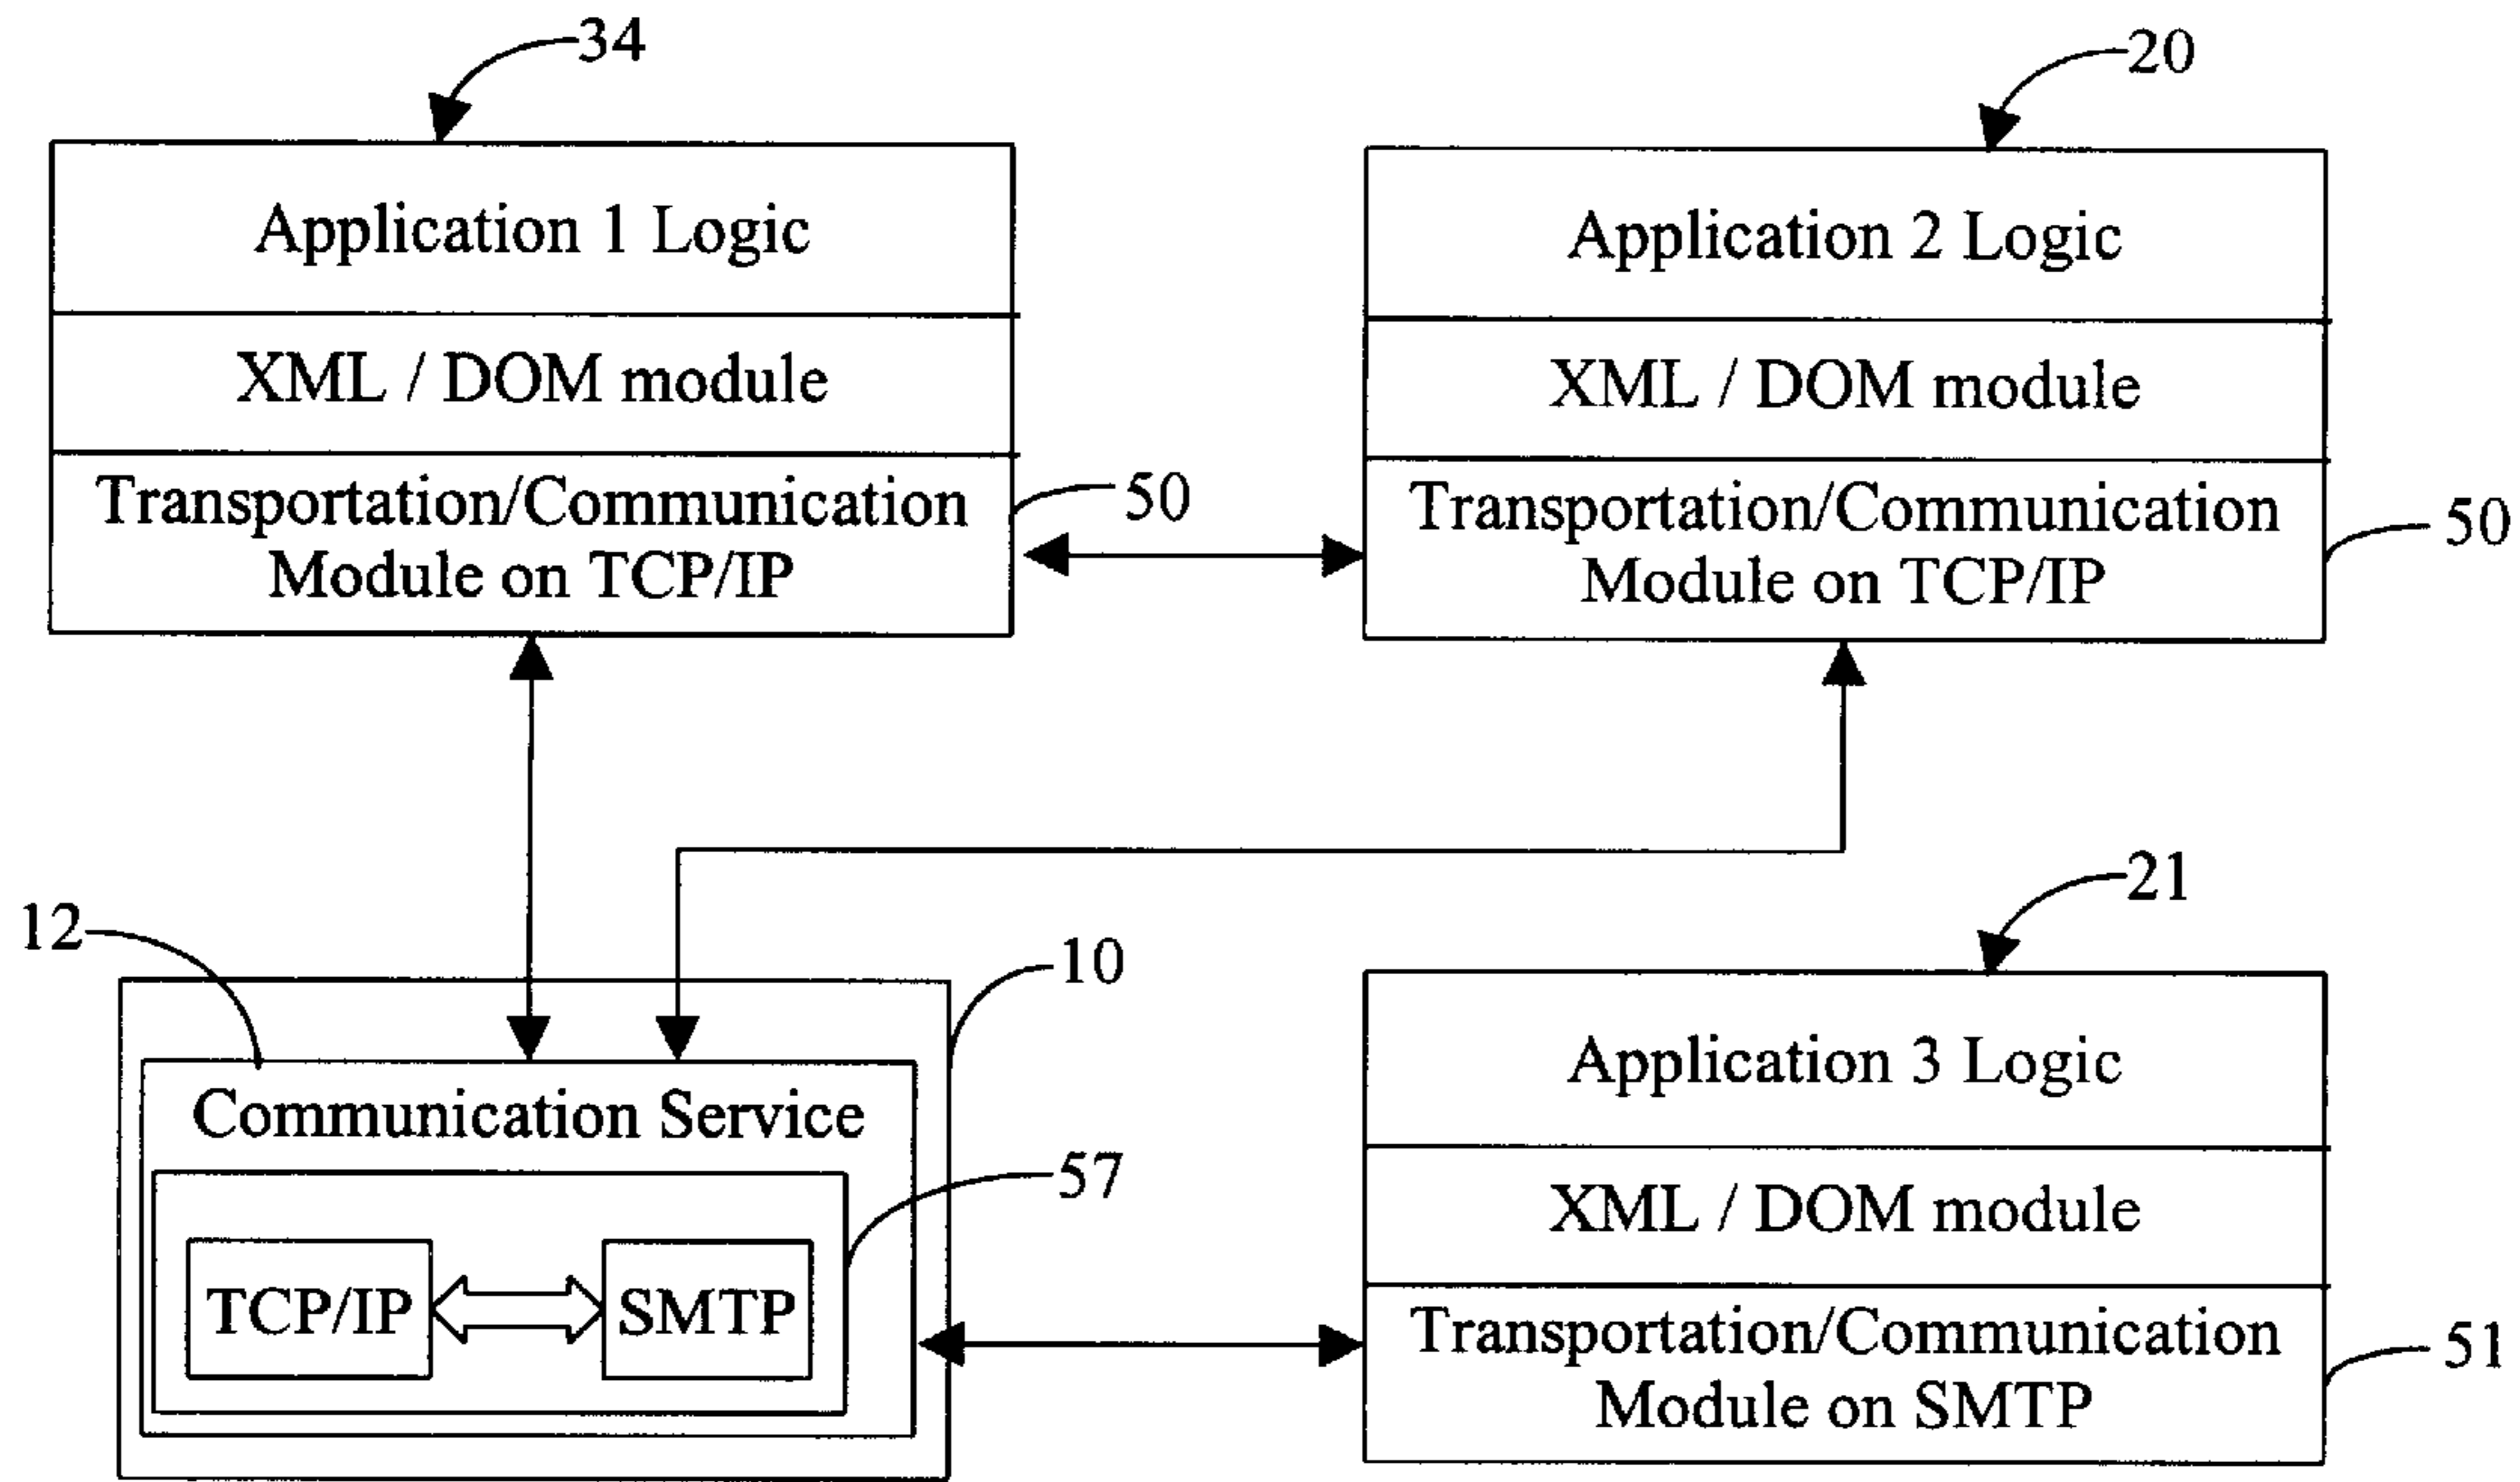 34
20
Application 1 Logic
XML / DOM module
Transportation/Communication
Module on TCP/IP
50
Application 2 Logic
XML / DOM module
Transportation/Communication
Module on TCP/IP
50
12
10
Communication Service
57
TCP/IP
SMTP
21
Application 3 Logic
XML / DOM module
Transportation/Communication
Module on SMTP
51